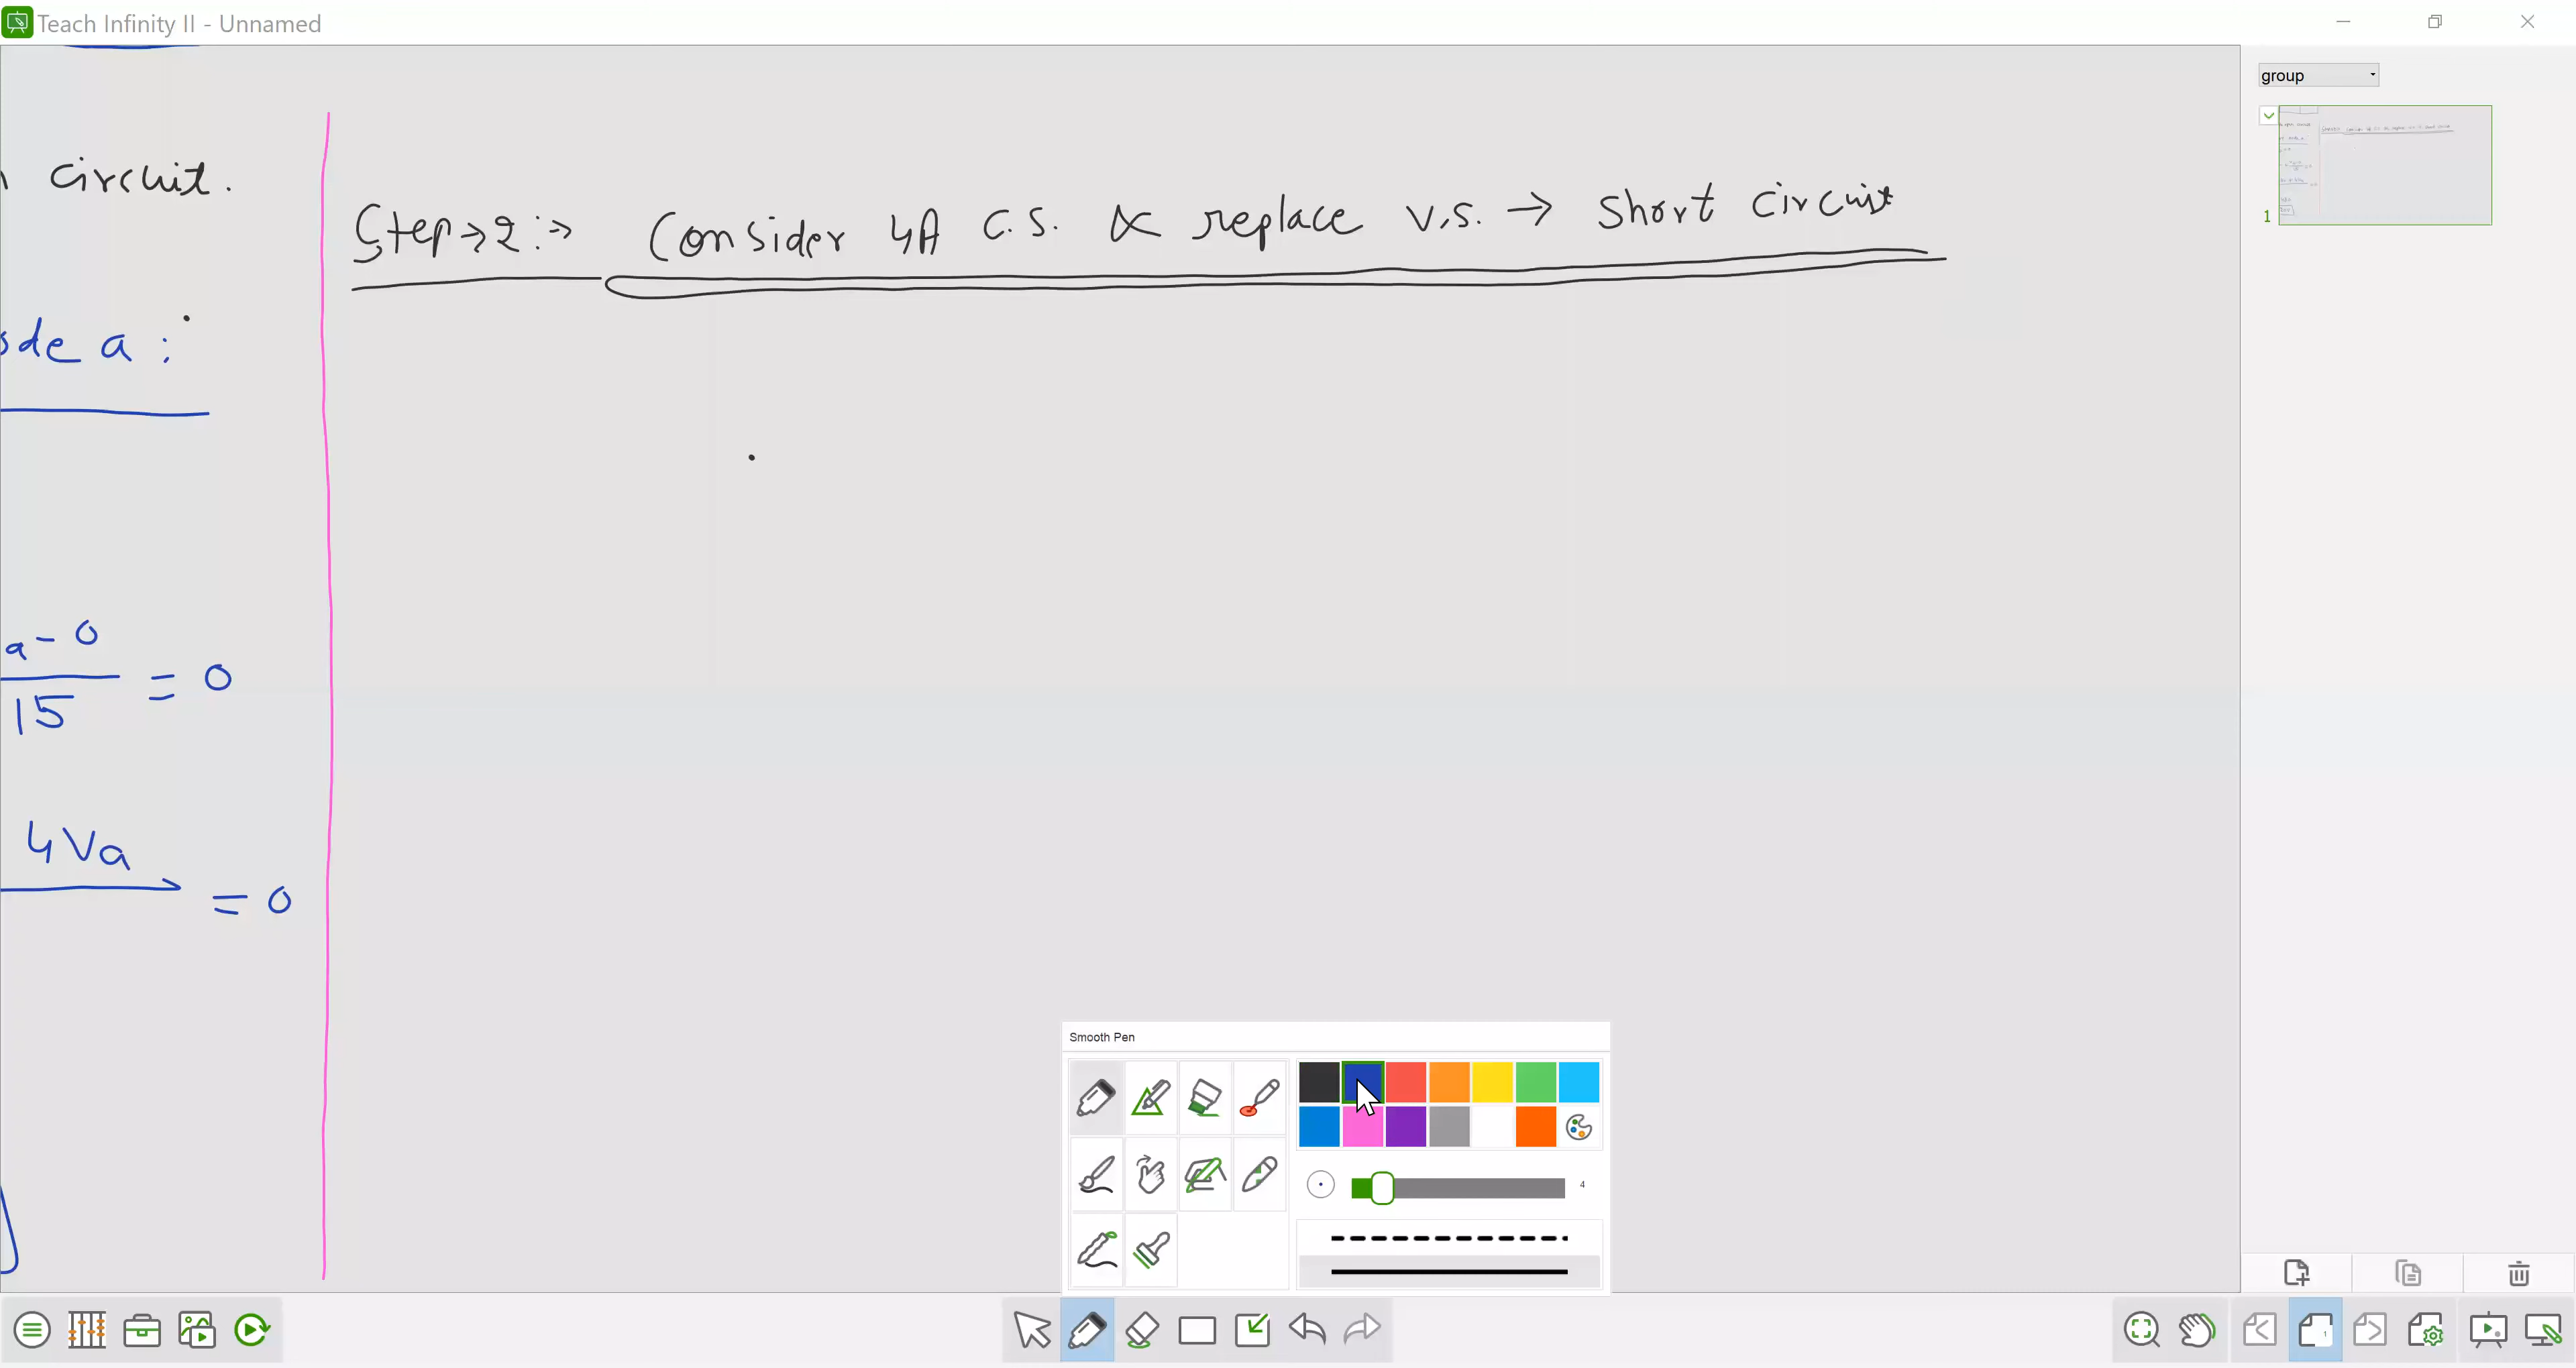 Teach Infinity II - Unnamed
group
circuit.
Step→2:⇒ Consider 4A C.S. & replace V.S. → Short circuit
de a:
a - 0
15
= 0
4Va
= 0
1
Smooth Pen
4
1